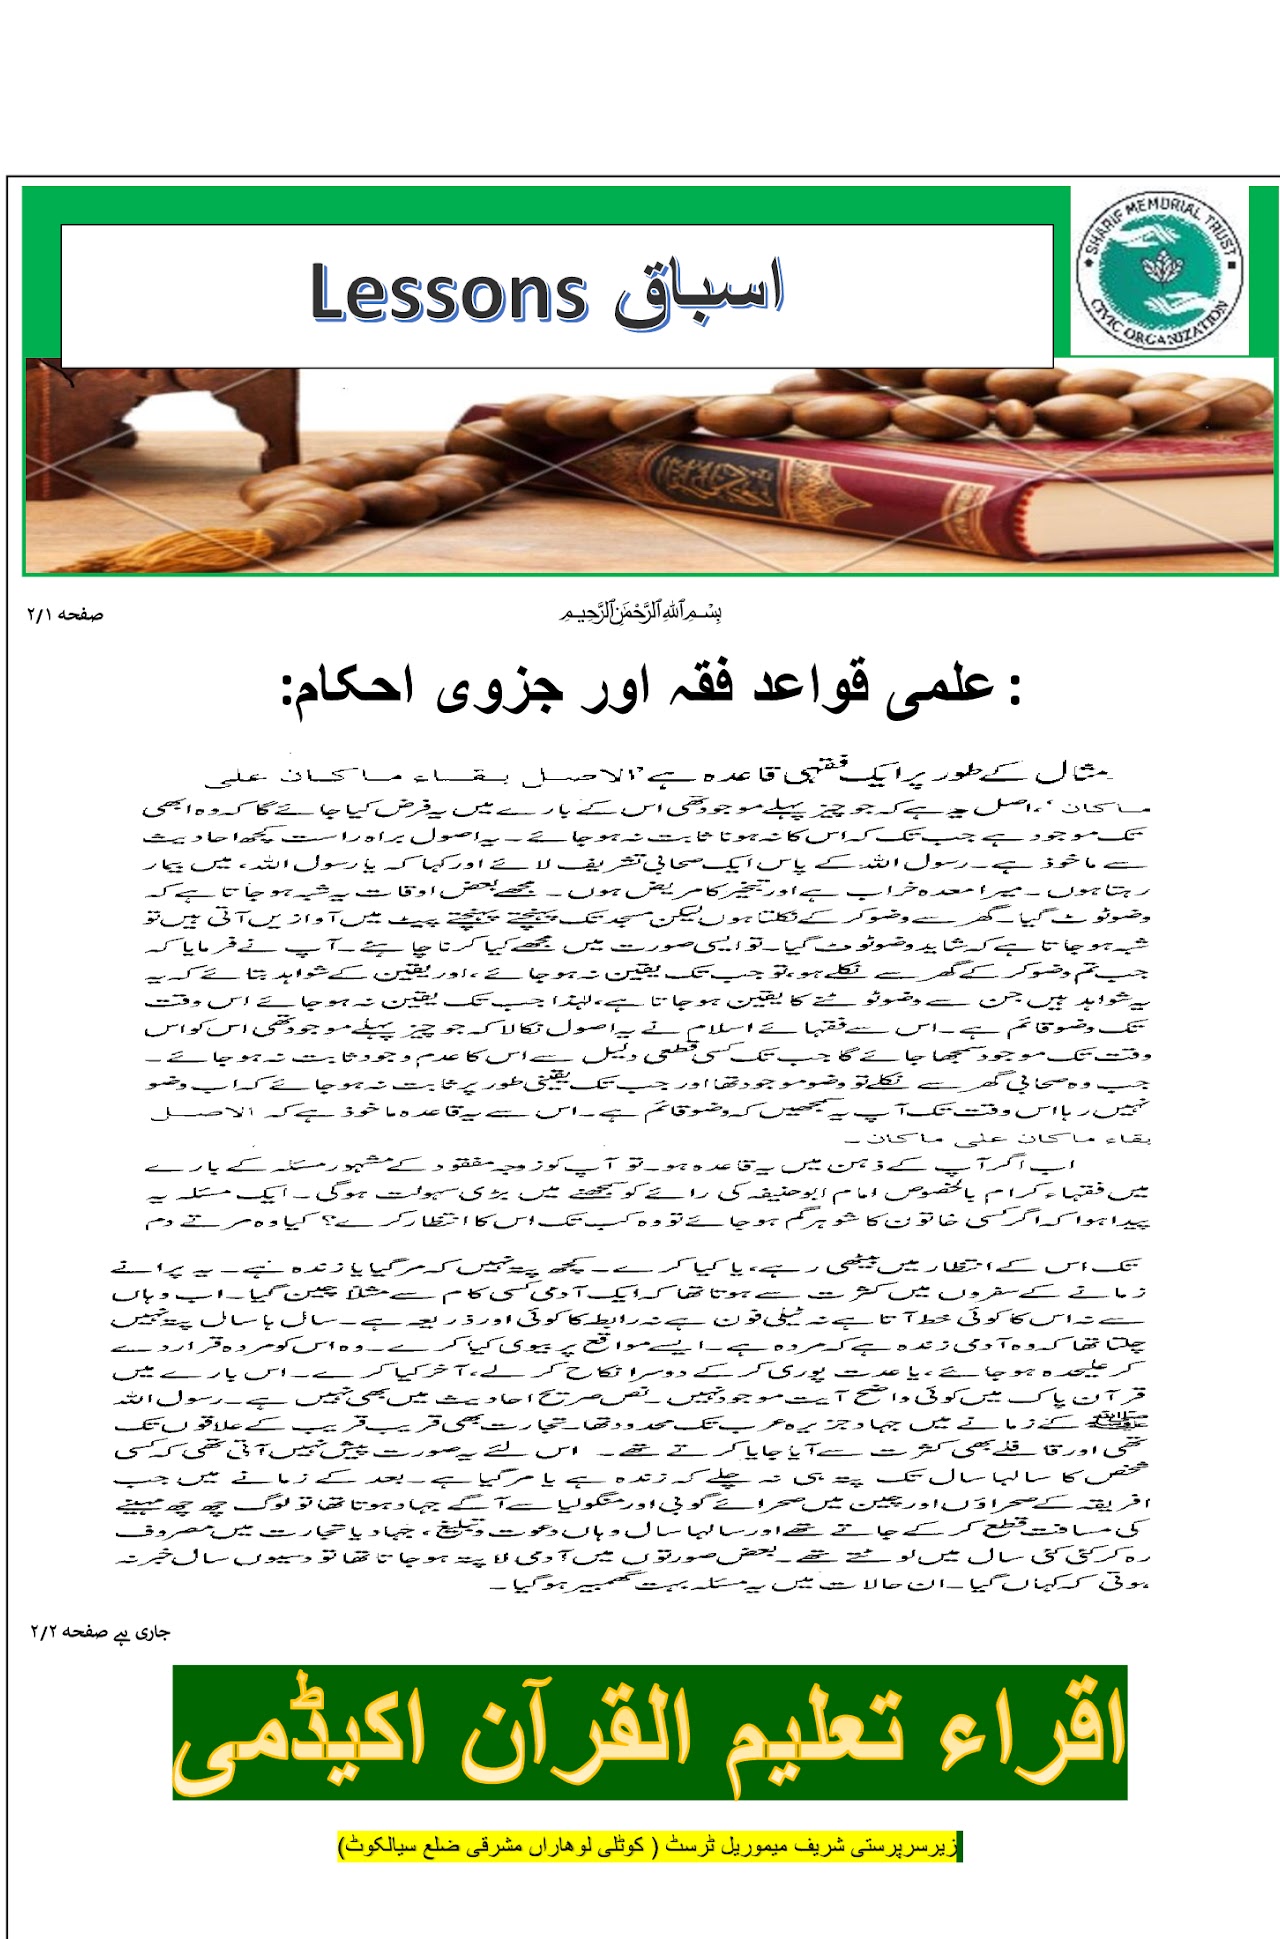 اسباق Lessons
SHARIF MEMORIAL TRUST
CIVIC ORGANIZATION
بِسْمِ اللهِ الرَّحْمٰنِ الرَّحِيْمِ
صفحہ ۲/۱
: علمی قواعد فقہ اور جزوی احکام:
مثال کے طور پر ایک فقہی قاعدہ ہے ’الاصل بقاء ماکان علی
ماکان‘، اصل یہ ہے کہ جو چیز پہلے موجود تھی اس کے بارے میں یہ فرض کیا جائے گا کہ وہ ابھی
تک موجود ہے جب تک کہ اس کا نہ ہونا ثابت نہ ہو جائے۔ یہ اصول براہ راست کچھ احادیث
سے ماخوذ ہے۔ رسول اللہ کے پاس ایک صحابی تشریف لائے اور کہا کہ یا رسول اللہ، میں بیمار
رہتا ہوں۔ میرا معدہ خراب ہے اور تبخیر کا مریض ہوں۔ مجھے بعض اوقات یہ شبہ ہو جاتا ہے کہ
وضو ٹوٹ گیا۔ گھر سے وضو کر کے نکلتا ہوں لیکن مسجد تک پہنچتے پہنچتے پیٹ میں آوازیں آتی ہیں تو
شبہ ہو جاتا ہے کہ شاید وضو ٹوٹ گیا۔ تو ایسی صورت میں مجھے کیا کرنا چاہئے۔ آپ نے فرمایا کہ
جب تم وضو کر کے گھر سے نکلے ہو، تو جب تک یقین نہ ہو جائے، اور یقین کے شواہد بتائے کہ یہ
یہ شواہد ہیں جن سے وضو ٹوٹنے کا یقین ہو جاتا ہے، لہٰذا جب تک یقین نہ ہو جائے اس وقت
تک وضو قائم ہے۔ اس سے فقہائے اسلام نے یہ اصول نکالا کہ جو چیز پہلے موجود تھی اس کو اس
وقت تک موجود سمجھا جائے گا جب تک کسی قطعی دلیل سے اس کا عدم وجود ثابت نہ ہو جائے۔
جب وہ صحابی گھر سے نکلے تو وضو موجود تھا اور جب تک یقینی طور پر ثابت نہ ہو جائے کہ اب وضو
نہیں رہا اس وقت تک آپ یہ سمجھیں کہ وضو قائم ہے۔ اس سے یہ قاعدہ ماخوذ ہے کہ الاصل
بقاء ماکان علی ماکان۔
اب اگر آپ کے ذہن میں یہ قاعدہ ہو۔ تو آپ کو زوجہ مفقود کے مشہور مسئلہ کے بارے
میں فقہاء کرام بالخصوص امام ابوحنیفہ کی رائے کو سمجھنے میں بڑی سہولت ہوگی۔ ایک مسئلہ یہ
پیدا ہوا کہ اگر کسی خاتون کا شوہر گم ہو جائے تو وہ کب تک اس کا انتظار کرے؟ کیا وہ مرتے دم
تک اس کے انتظار میں بیٹھی رہے، یا کیا کرے۔ کچھ پتہ نہیں کہ مر گیا یا زندہ ہے۔ یہ پرانے
زمانے کے سفروں میں کثرت سے ہوتا تھا کہ ایک آدمی کسی کام سے مثلاً چین گیا۔ اب وہاں
سے نہ اس کا کوئی خط آتا ہے نہ ٹیلی فون ہے نہ رابطہ کا کوئی اور ذریعہ ہے۔ سال ہا سال پتہ نہیں
چلتا تھا کہ وہ آدمی زندہ ہے کہ مردہ ہے۔ ایسے مواقع پر بیوی کیا کرے۔ وہ اس کو مردہ قرار دے
کر علیحدہ ہو جائے، یا عدت پوری کر کے دوسرا نکاح کر لے، آخر کیا کرے۔ اس بارے میں
قرآن پاک میں کوئی واضح آیت موجود نہیں۔ نص صریح احادیث میں بھی نہیں ہے۔ رسول اللہ
ﷺ کے زمانے میں جہاد جزیرہ عرب تک محدود تھا۔ تجارت بھی قریب قریب کے علاقوں تک
تھی اور قافلے بھی کثرت سے آیا جایا کرتے تھے۔ اس لئے یہ صورت پیش نہیں آئی تھی کہ کسی
شخص کا سالہا سال تک پتہ ہی نہ چلے کہ زندہ ہے یا مر گیا ہے۔ بعد کے زمانے میں جب
افریقہ کے صحراؤں اور چین میں صحرائے گوبی اور منگولیا سے آگے جہاد ہوتا تھا تو لوگ چھ چھ مہینے
کی مسافت قطع کر کے جاتے تھے اور سالہا سال وہاں دعوت وتبلیغ، جہاد یا تجارت میں مصروف
رہ کر کئی کئی سال میں لوٹتے تھے۔ بعض صورتوں میں آدمی لاپتہ ہو جاتا تھا تو دسیوں سال خبر نہ
ہوتی کہ کہاں گیا۔ ان حالات میں یہ مسئلہ بہت گھمبیر ہو گیا۔
جاری ہے صفحہ ۲/۲
اقراء تعلیم القرآن اکیڈمی
زیرسرپرستی شریف میموریل ٹرسٹ ( کوٹلی لوھاراں مشرقی ضلع سیالکوٹ)